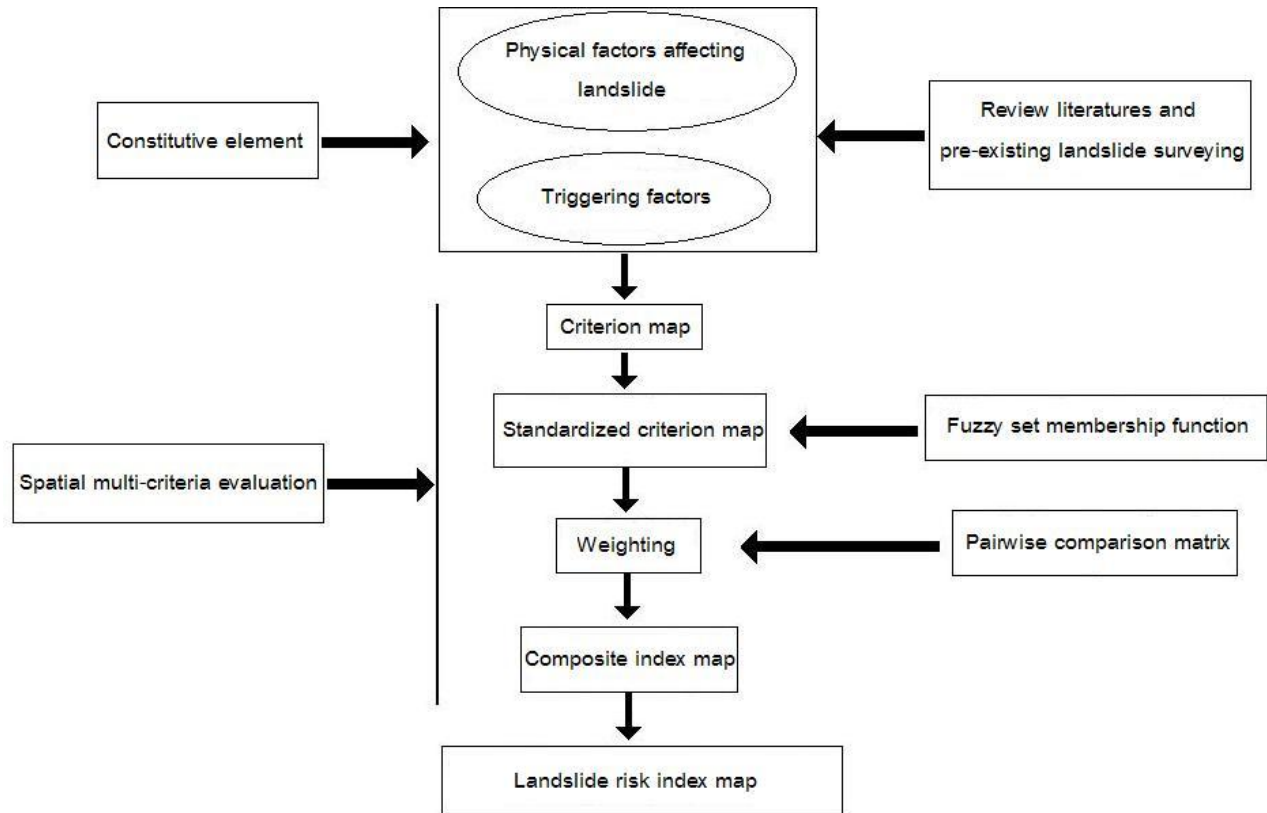 Physical factors affecting
landslide
Constitutive element
Review literatures and
pre-existing landslide surveying
Triggering factors
Criterion map
Standardized criterion map
Fuzzy set membership function
Spatial multi-criteria evaluation
Weighting
Pairwise comparison matrix
Composite index map
Landslide risk index map